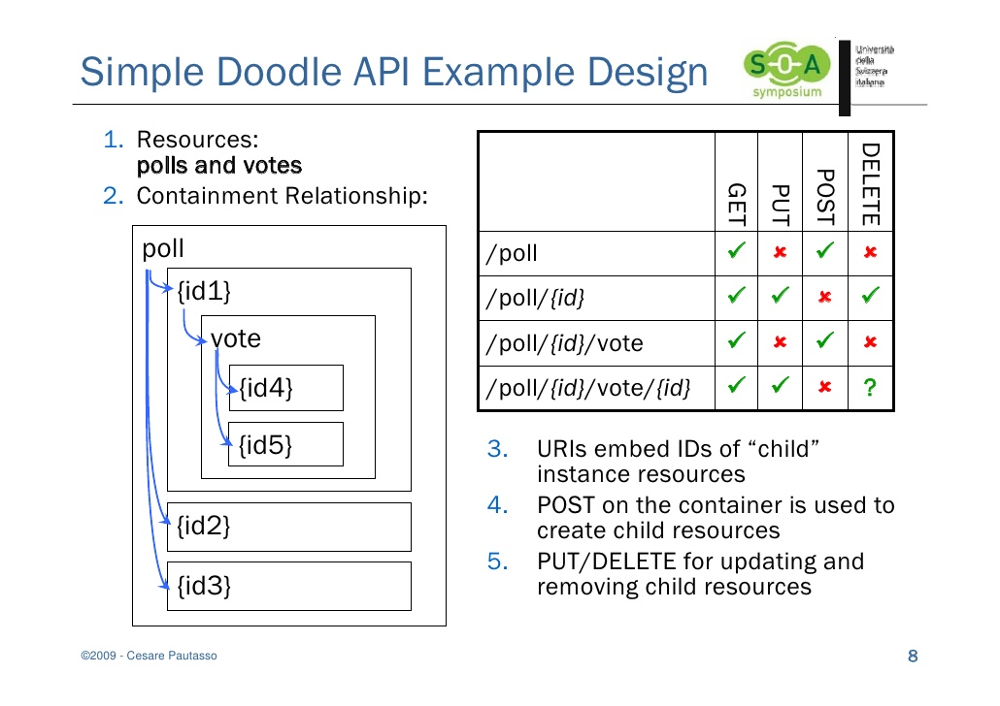 Simple Doodle API Example Design
SOA
symposium
Università
della
Svizzera
italiana
1. Resources:
polls and votes
2. Containment Relationship:
poll
{id1}
vote
{id4}
{id5}
{id2}
{id3}
GET PUT POST DELETE
/poll ✓ ✘ ✓ ✘
/poll/{id} ✓ ✓ ✘ ✓
/poll/{id}/vote ✓ ✘ ✓ ✘
/poll/{id}/vote/{id} ✓ ✓ ✘ ?
3. URIs embed IDs of “child”
instance resources
4. POST on the container is used to
create child resources
5. PUT/DELETE for updating and
removing child resources
©2009 - Cesare Pautasso
8